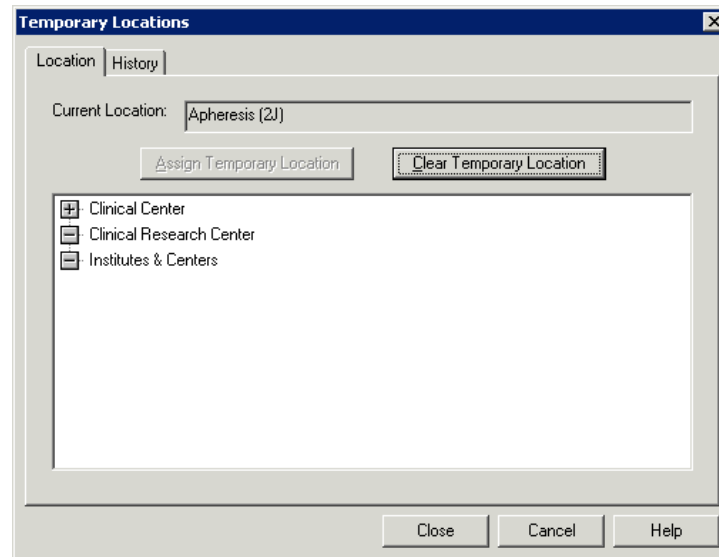 Temporary Locations
Location History
Current Location: Apheresis (2J)
Assign Temporary Location Clear Temporary Location
Clinical Center
Clinical Research Center
Institutes & Centers
Close Cancel Help